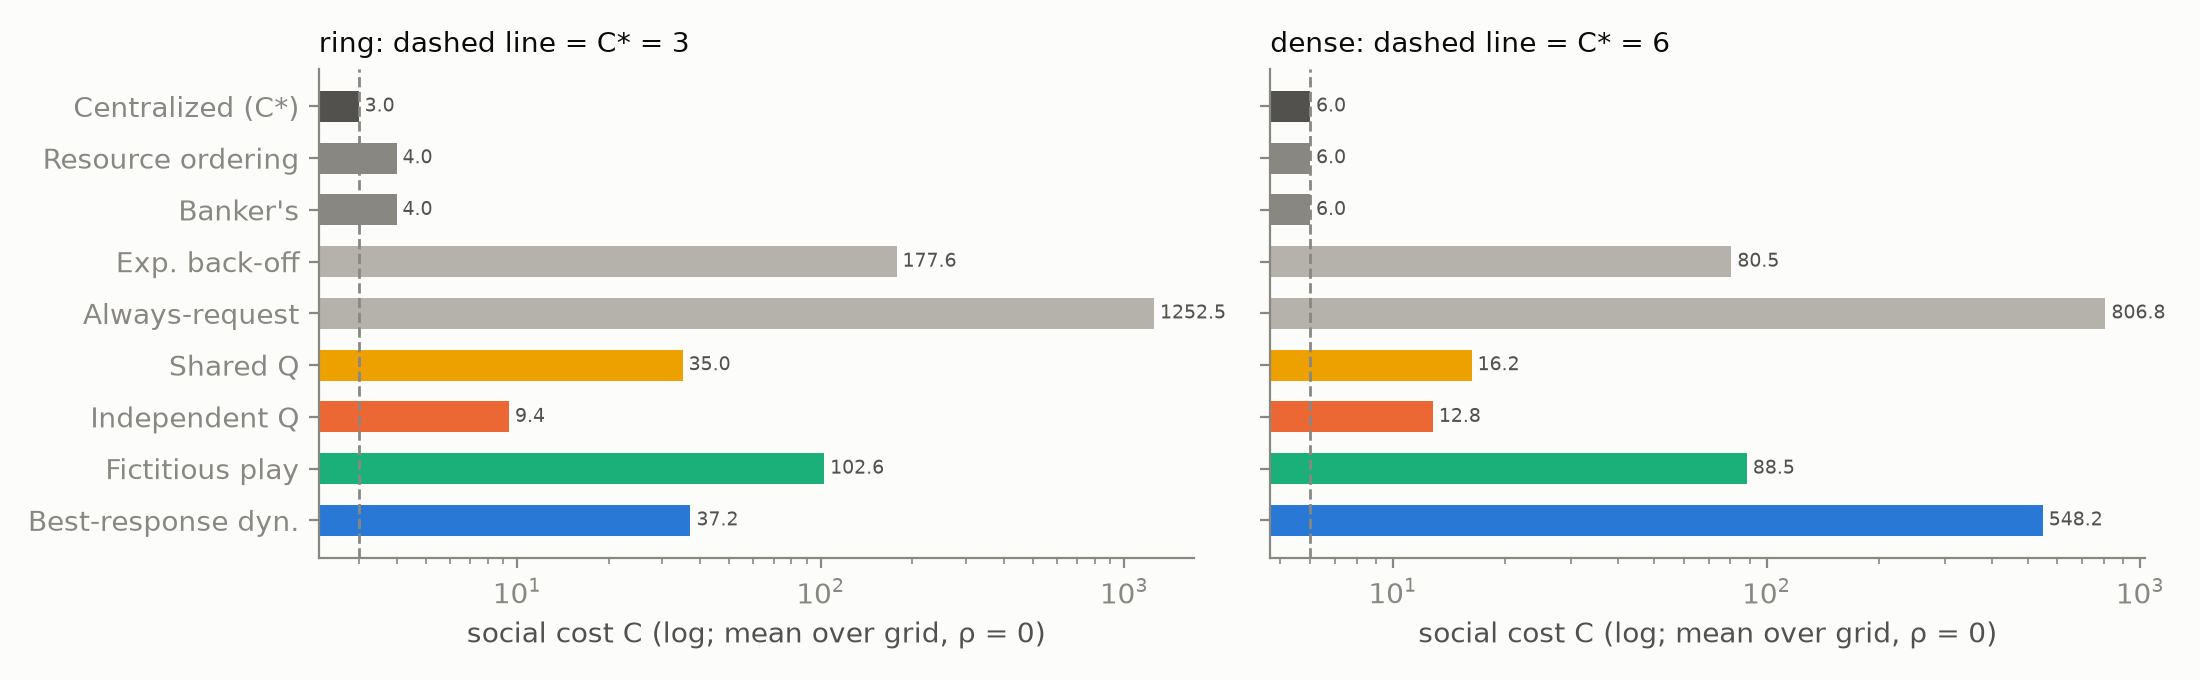 ring: dashed line = C* = 3
Centralized (C*)
3.0
Resource ordering
4.0
Banker's
4.0
Exp. back-off
177.6
Always-request
1252.5
Shared Q
35.0
Independent Q
9.4
Fictitious play
102.6
Best-response dyn.
37.2
10¹ 10² 10³
social cost C (log; mean over grid, ρ = 0)
dense: dashed line = C* = 6
6.0
6.0
6.0
80.5
806.8
16.2
12.8
88.5
548.2
10¹ 10² 10³
social cost C (log; mean over grid, ρ = 0)